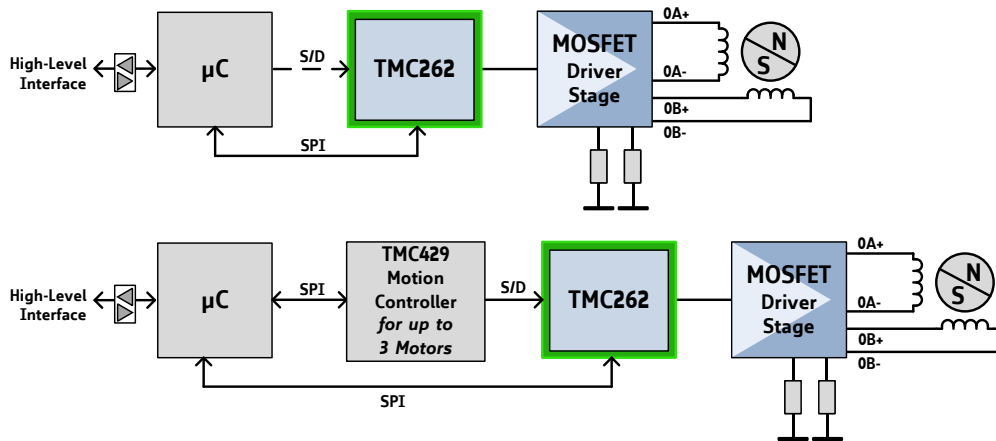 High-Level
Interface
µC
S/D
TMC262
SPI
MOSFET
Driver
Stage
0A+
0A-
0B+
0B-
N
S
High-Level
Interface
µC
SPI
TMC429
Motion
Controller
for up to
3 Motors
S/D
TMC262
SPI
MOSFET
Driver
Stage
0A+
0A-
0B+
0B-
N
S